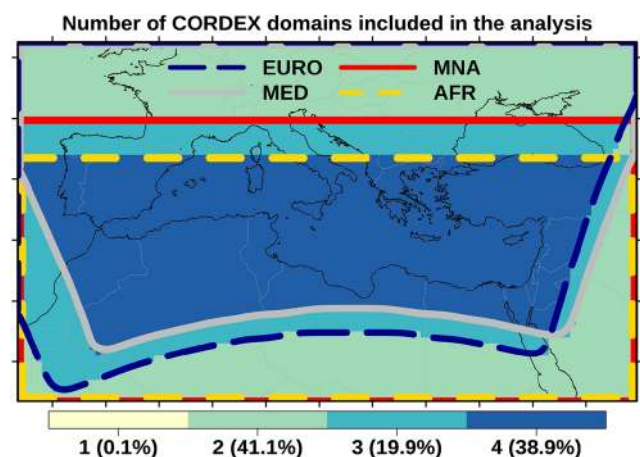 Number of CORDEX domains included in the analysis
EURO MNA
MED AFR
1 (0.1%) 2 (41.1%) 3 (19.9%) 4 (38.9%)